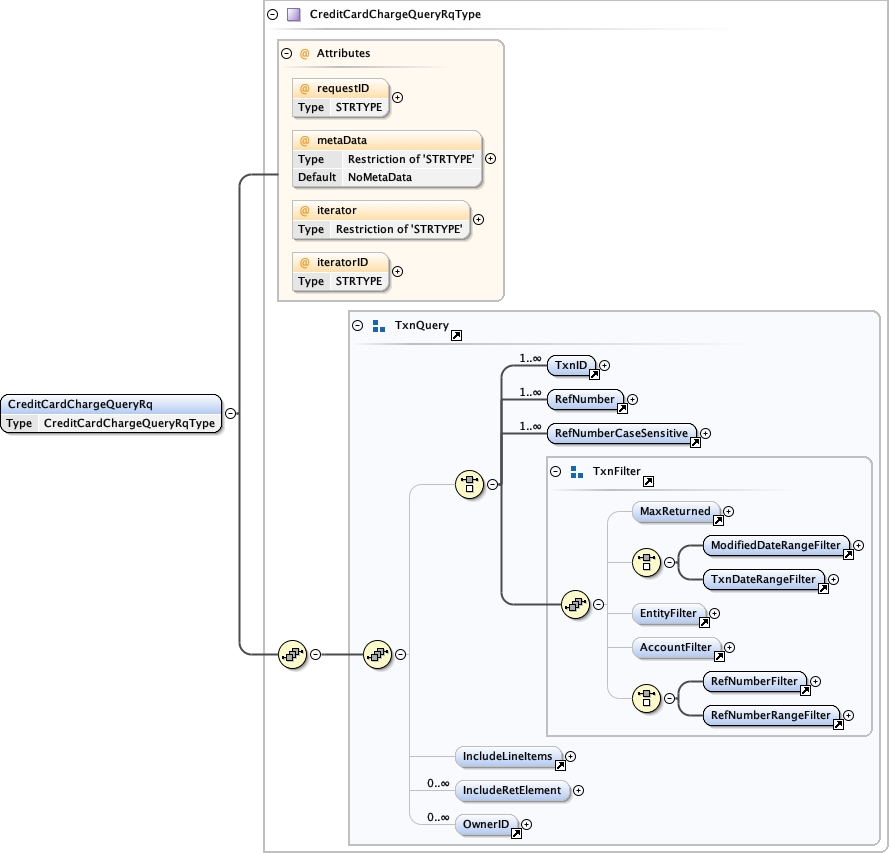 CreditCardChargeQueryRqType
@ Attributes
@ requestID
Type STRTYPE
@ metaData
Type Restriction of 'STRTYPE'
Default NoMetaData
@ iterator
Type Restriction of 'STRTYPE'
@ iteratorID
Type STRTYPE
TxnQuery
1..∞ TxnID
1..∞ RefNumber
1..∞ RefNumberCaseSensitive
CreditCardChargeQueryRq
Type CreditCardChargeQueryRqType
TxnFilter
MaxReturned
ModifiedDateRangeFilter
TxnDateRangeFilter
EntityFilter
AccountFilter
RefNumberFilter
RefNumberRangeFilter
IncludeLineItems
0..∞ IncludeRetElement
0..∞ OwnerID